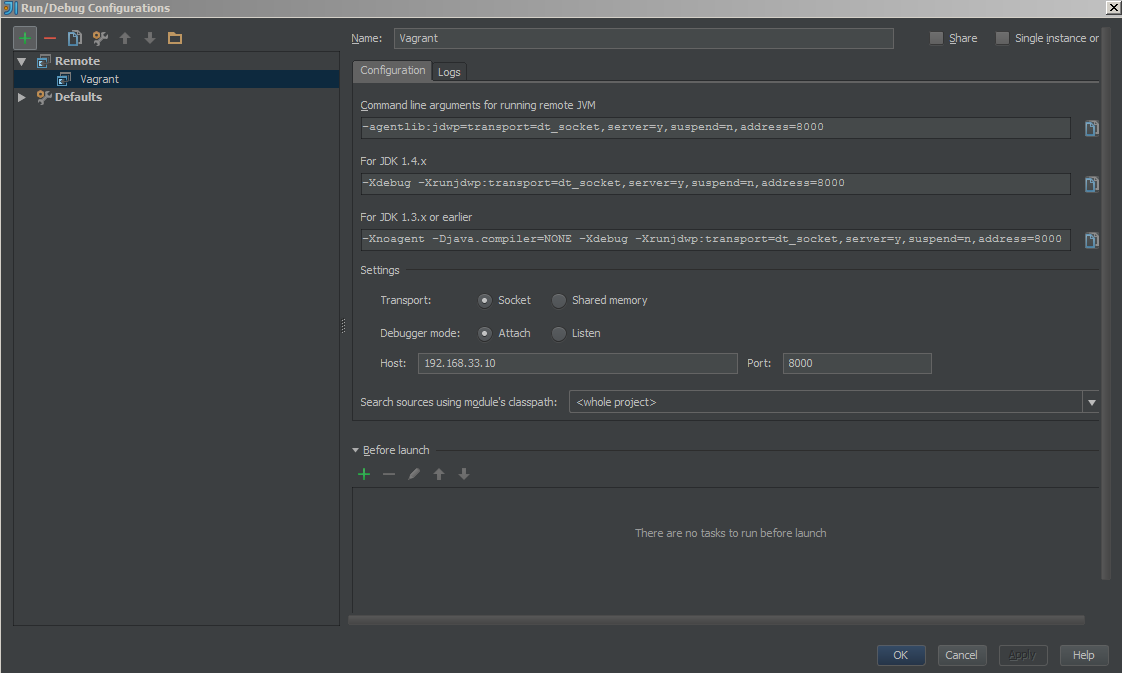 Run/Debug Configurations
Name: Vagrant Share Single instance or
Remote
Vagrant
Defaults
Configuration Logs
Command line arguments for running remote JVM
-agentlib:jdwp=transport=dt_socket,server=y,suspend=n,address=8000
For JDK 1.4.x
-Xdebug -Xrunjdwp:transport=dt_socket,server=y,suspend=n,address=8000
For JDK 1.3.x or earlier
-Xnoagent -Djava.compiler=NONE -Xdebug -Xrunjdwp:transport=dt_socket,server=y,suspend=n,address=8000
Settings
Transport: Socket Shared memory
Debugger mode: Attach Listen
Host: 192.168.33.10 Port: 8000
Search sources using module's classpath: <whole project>
Before launch
There are no tasks to run before launch
OK Cancel Apply Help